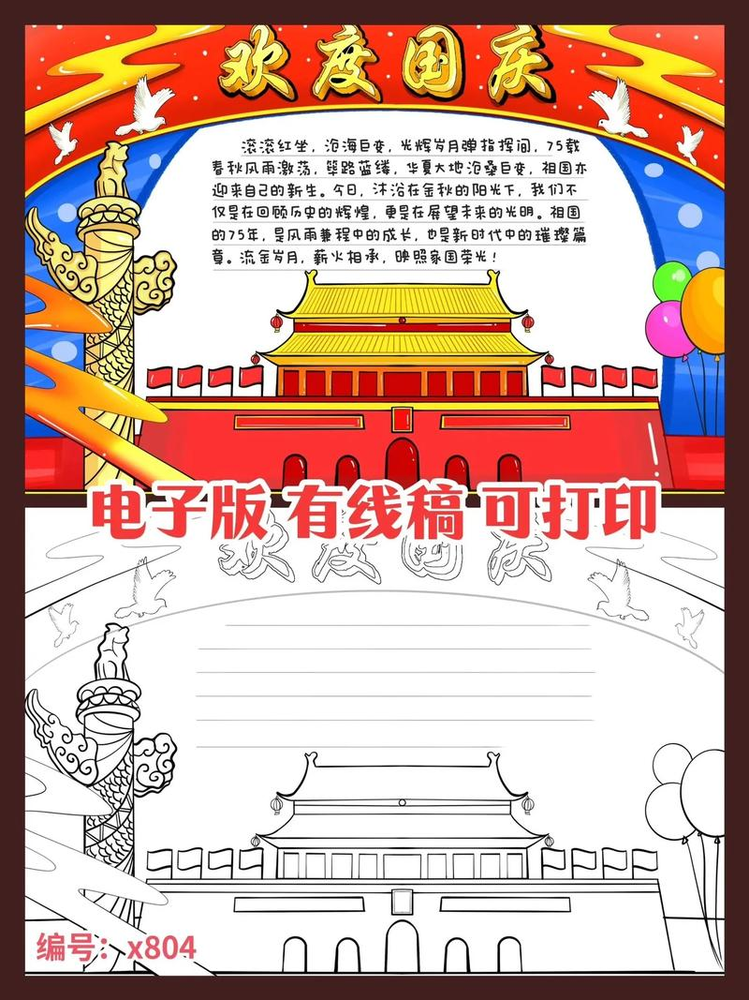 欢度国庆
滚滚红尘，沧海巨变，光辉岁月弹指挥间，75载
春秋风雨激荡，筚路蓝缕，华夏大地沧桑巨变，祖国亦
迎来自己的新生。今日，沐浴在金秋的阳光下，我们不
仅是在回顾历史的辉煌，更是在展望未来的光明。祖国
的75年，是风雨兼程中的成长，也是新时代中的璀璨篇
章。流金岁月，薪火相承，映照家国荣光！
电子版 有线稿 可打印
欢度国庆
编号：x804